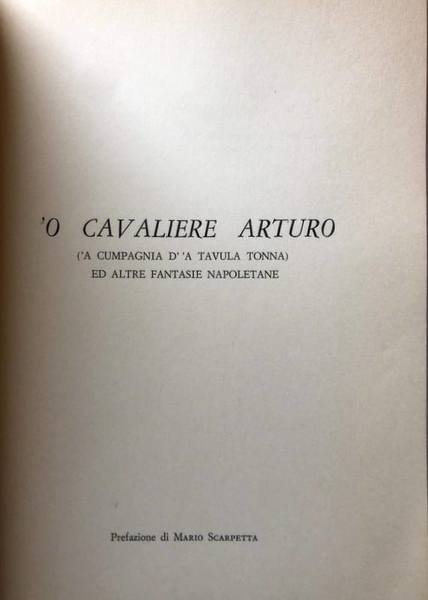 'O CAVALIERE ARTURO
('A CUMPAGNIA D' 'A TAVULA TONNA)
ED ALTRE FANTASIE NAPOLETANE
Prefazione di MARIO SCARPETTA